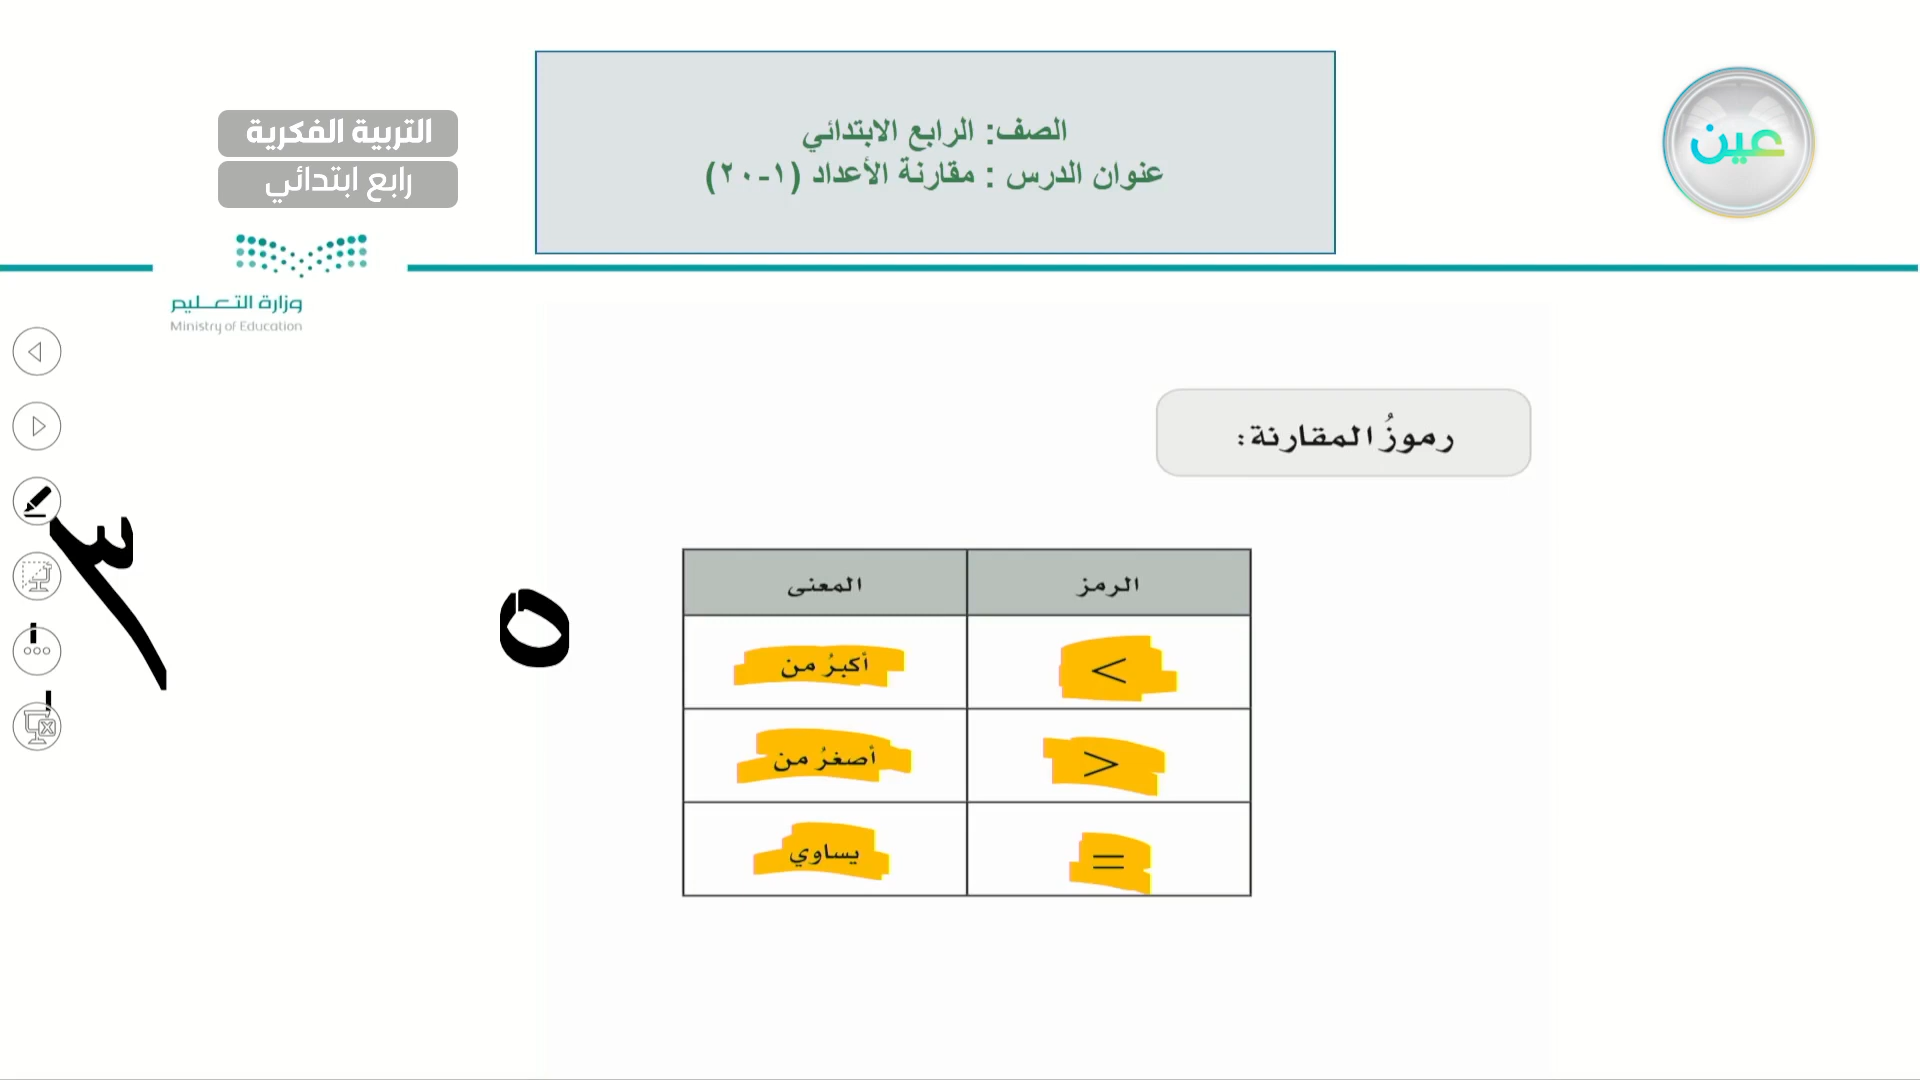 الصف: الرابع الابتدائي
عنوان الدرس : مقارنة الأعداد (١-٢٠)
عين
التربية الفكرية
رابع ابتدائي
وزارة التعليم
Ministry of Education
رموزُ المقارنة:
الرمز المعنى
< أكبرُ من
> أصغرُ من
= يساوي
٥ ٣